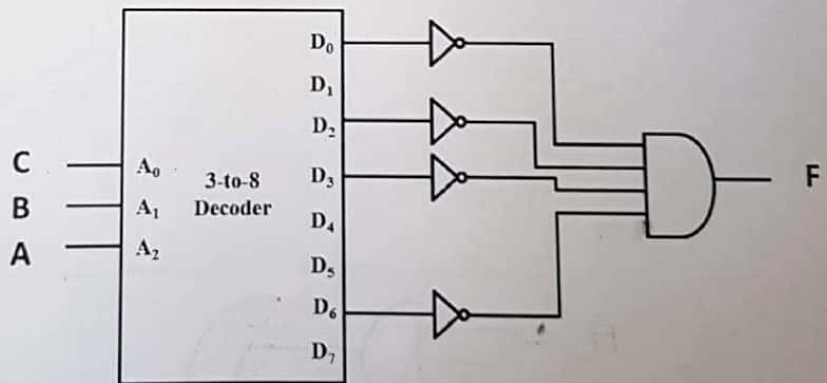 D₀
D₁
D₂
C A₀ 3-to-8 D₃ F
B A₁ Decoder D₄
A A₂
D₅
D₆
D₇